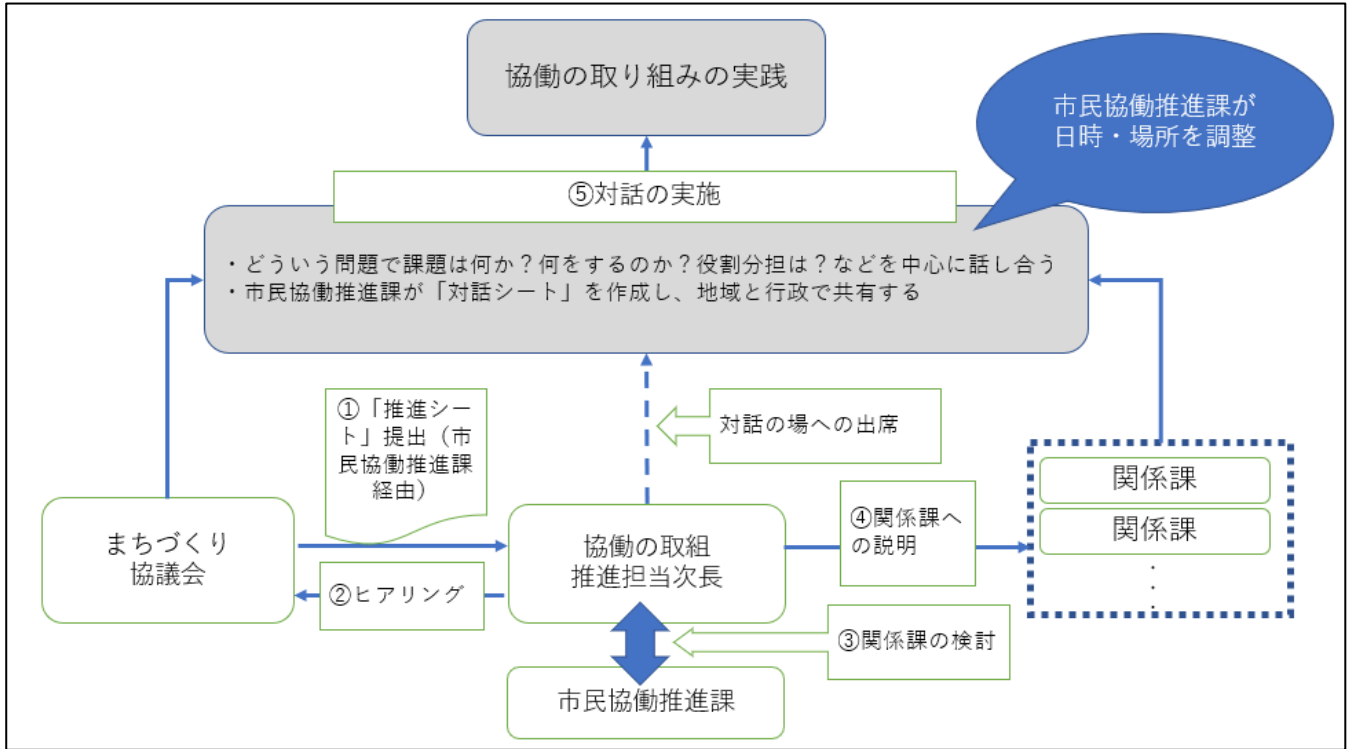 協働の取り組みの実践
市民協働推進課が
日時・場所を調整
⑤対話の実施
・どういう問題で課題は何か？何をするのか？役割分担は？などを中心に話し合う
・市民協働推進課が「対話シート」を作成し、地域と行政で共有する
①「推進シー
ト」提出（市
民協働推進課
経由）
対話の場への出席
関係課
関係課
・
・
・
まちづくり
協議会
協働の取組
推進担当次長
④関係課へ
の説明
②ヒアリング
③関係課の検討
市民協働推進課